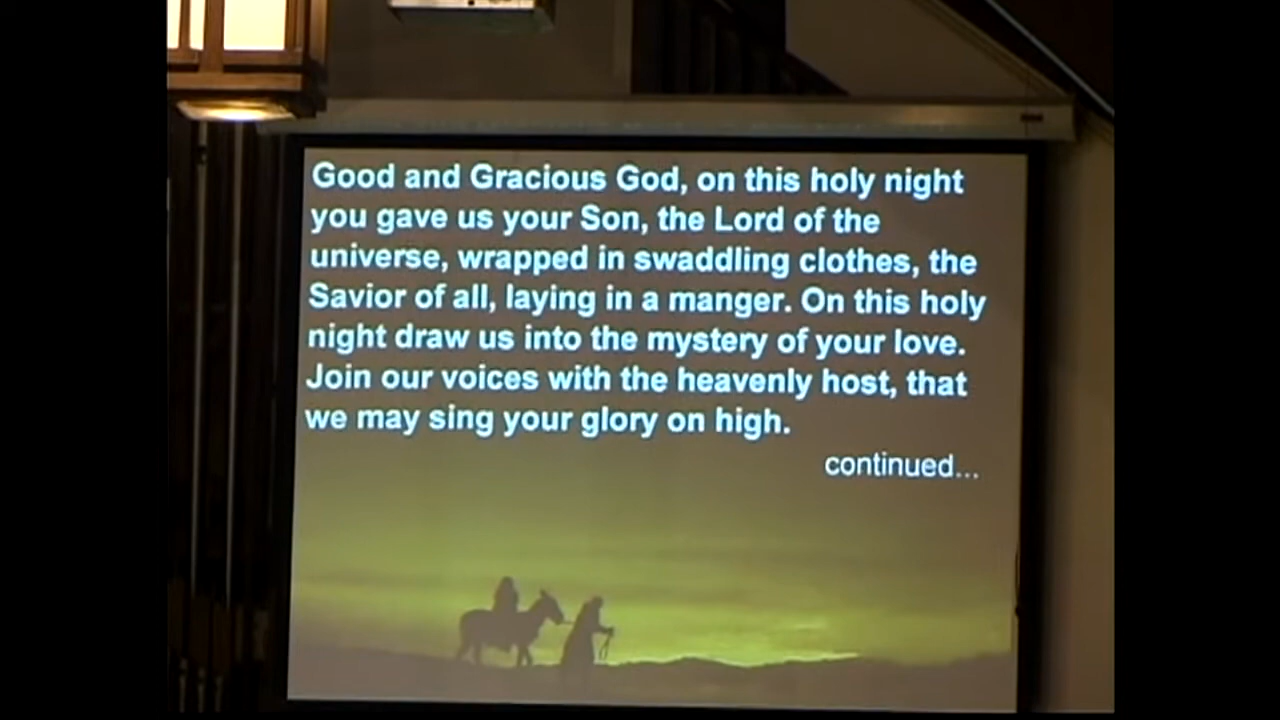 Good and Gracious God, on this holy night
you gave us your Son, the Lord of the
universe, wrapped in swaddling clothes, the
Savior of all, laying in a manger. On this holy
night draw us into the mystery of your love.
Join our voices with the heavenly host, that
we may sing your glory on high.
continued...